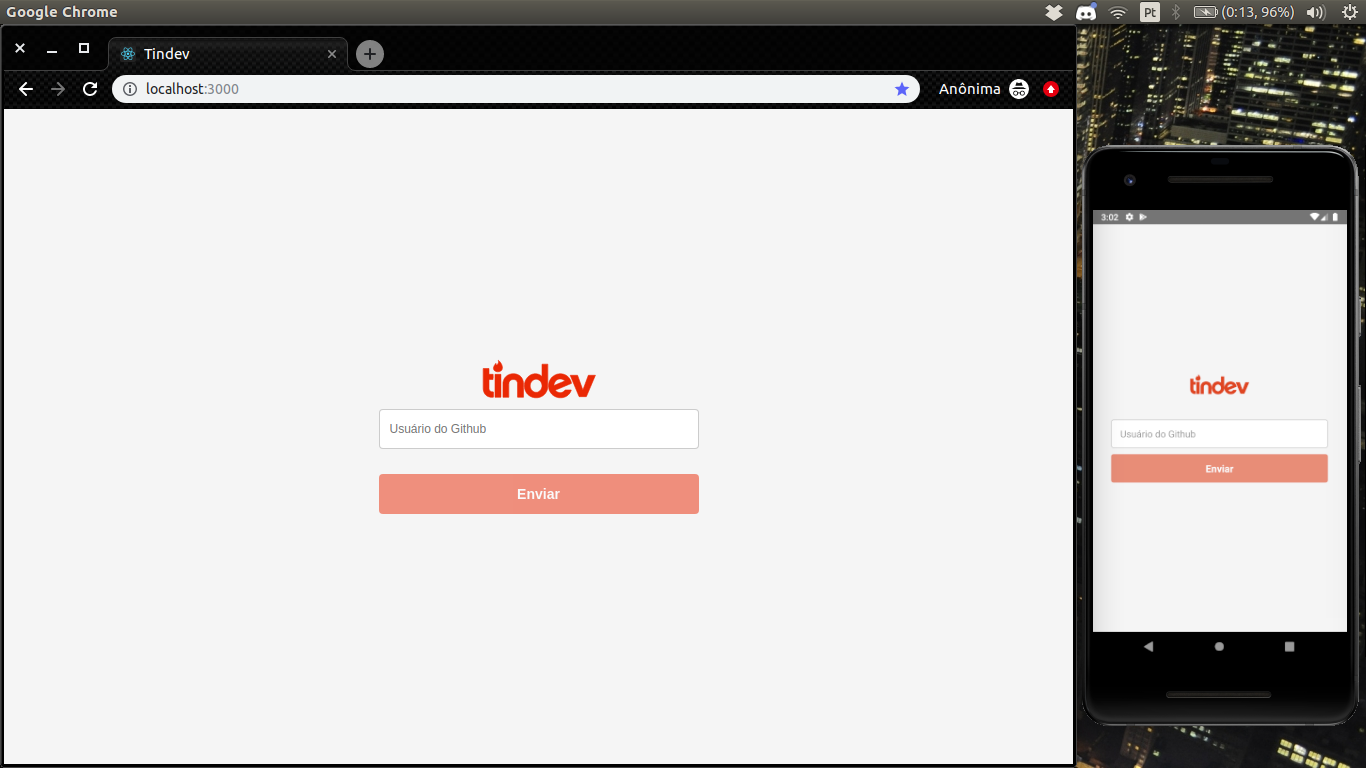 Google Chrome
Pt
(0:13, 96%)
Tindev
localhost:3000
Anônima
tindev
Usuário do Github
Enviar
3:02
tindev
Usuário do Github
Enviar